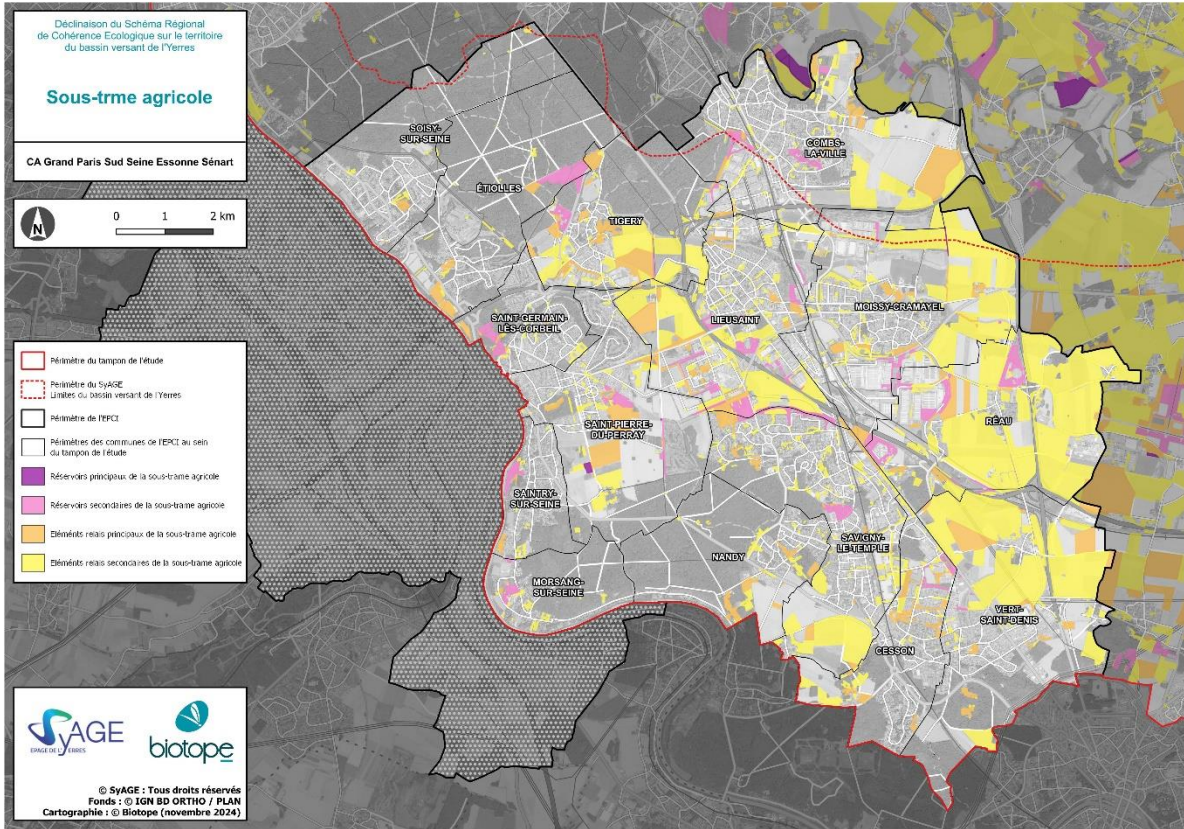 Déclinaison du Schéma Régional
de Cohérence Ecologique sur le territoire
du bassin versant de l'Yerres
Sous-trme agricole
CA Grand Paris Sud Seine Essonne Sénart
N
0 1 2 km
Périmètre du tampon de l'étude
Périmètre du SyAGE
Limites du bassin versant de l'Yerres
Périmètre de l'EPCI
Périmètres des communes de l'EPCI au sein
du tampon de l'étude
Réservoirs principaux de la sous-trame agricole
Réservoirs secondaires de la sous-trame agricole
Eléments relais principaux de la sous-trame agricole
Eléments relais secondaires de la sous-trame agricole
SyAGE
EPAGE DE L'YERRES
biotope
© SyAGE : Tous droits réservés
Fonds : © IGN BD ORTHO / PLAN
Cartographie : © Biotope (novembre 2024)
SOISY-
SUR-SEINE
ÉTIOLLES
TIGERY
COMBS-
LA-VILLE
SAINT-GERMAIN-
LÈS-CORBEIL
LIEUSAINT
MOISSY-CRAMAYEL
SAINT-PIERRE-
DU-PERRAY
RÉAU
SAINTRY-
SUR-SEINE
SAVIGNY-
LE-TEMPLE
NANDY
MORSANG-
SUR-SEINE
VERT-
SAINT-DENIS
CESSON